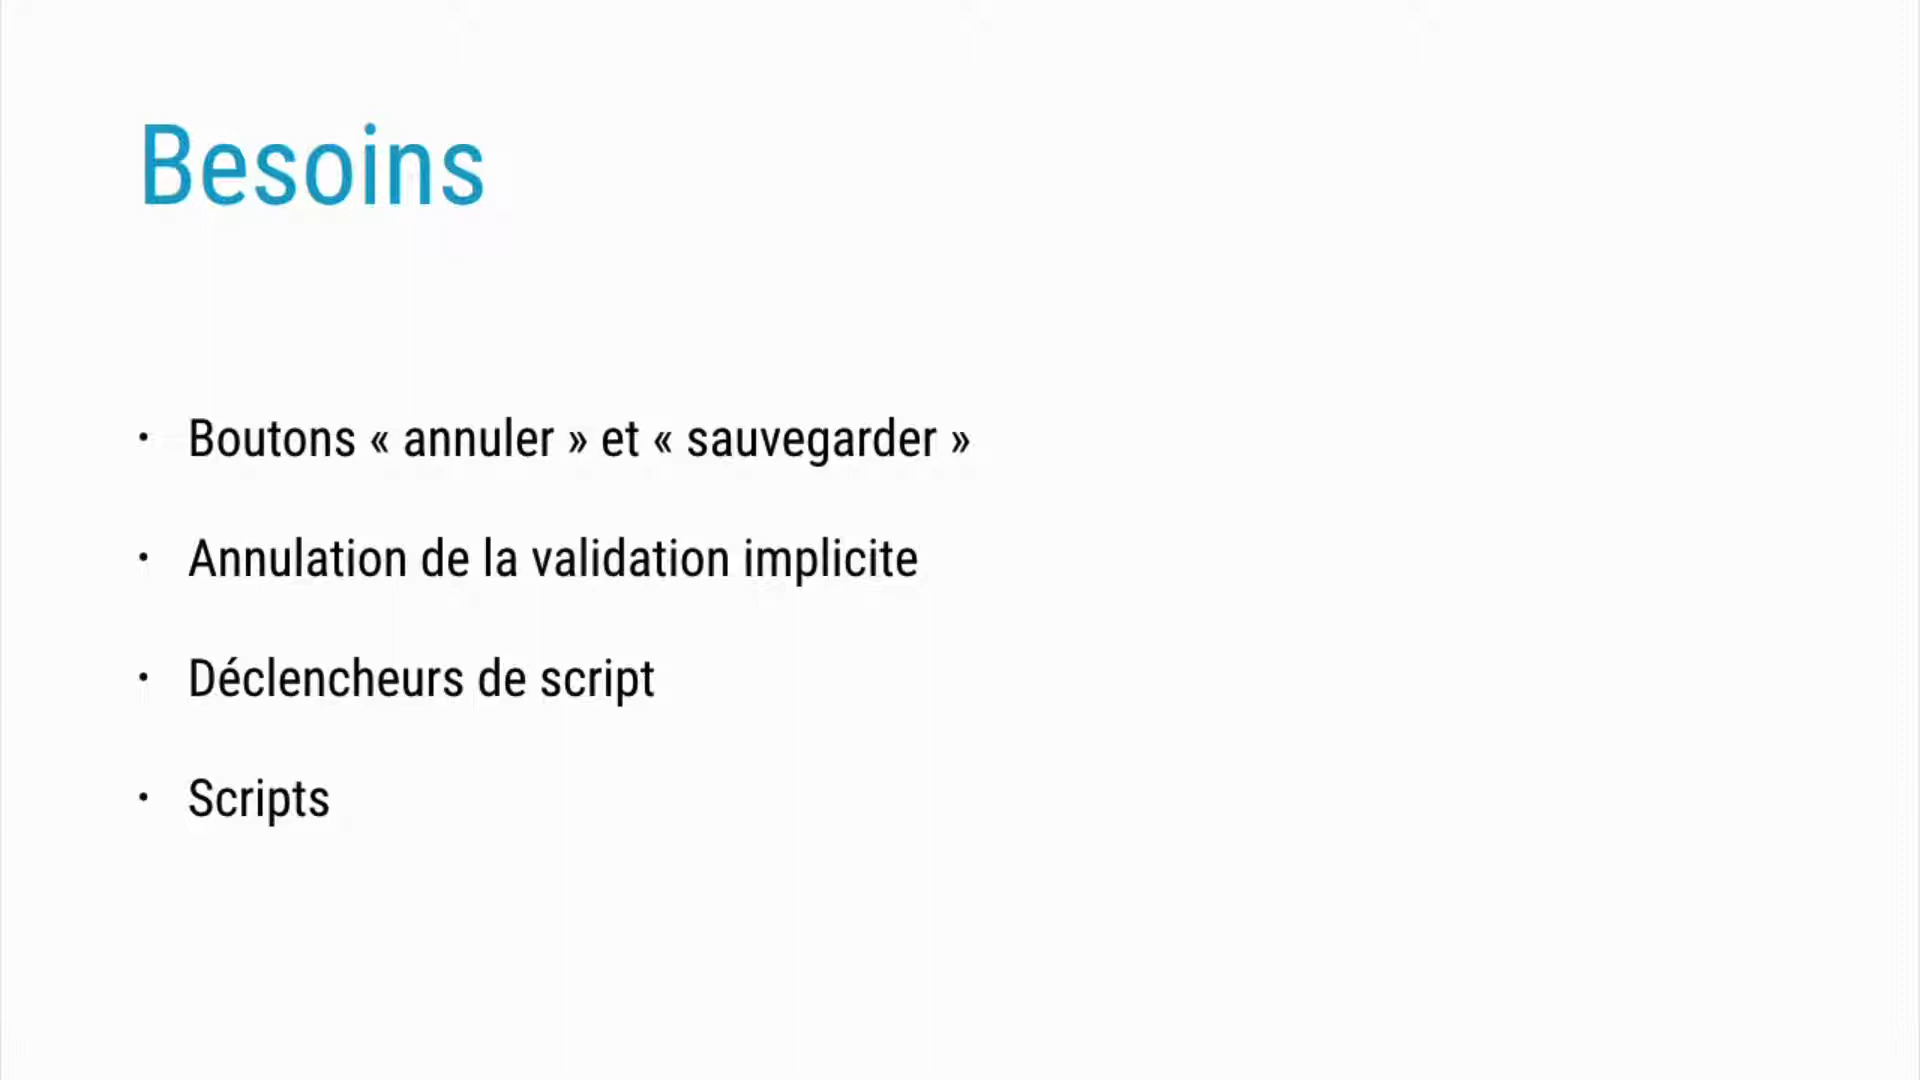 Besoins
• Boutons « annuler » et « sauvegarder »
• Annulation de la validation implicite
• Déclencheurs de script
• Scripts